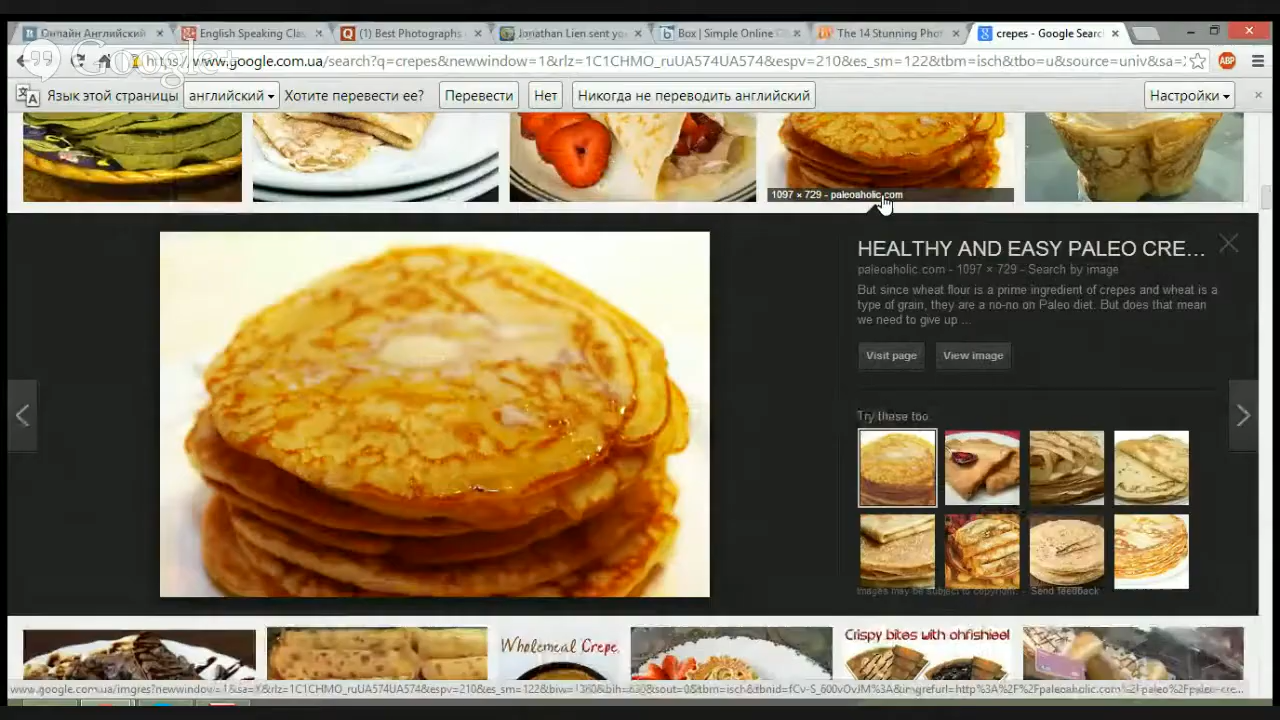 Онлайн Английский
English Speaking Clas
(1) Best Photographs
Jonathan Lien sent yo
Box | Simple Online
The 14 Stunning Phot
crepes - Google Searc
Google+
https://www.google.com.ua/search?q=crepes&newwindow=1&rlz=1C1CHMO_ruUA574UA574&espv=210&es_sm=122&tbm=isch&tbo=u&source=univ&sa=X
ABP
Язык этой страницы английский Хотите перевести ее? Перевести Нет Никогда не переводить английский Настройки
1097 × 729 - paleoaholic.com
HEALTHY AND EASY PALEO CRE...
paleoaholic.com - 1097 × 729 - Search by image
But since wheat flour is a prime ingredient of crepes and wheat is a
type of grain, they are a no-no on Paleo diet. But does that mean
we need to give up ...
Visit page View image
Try these too
Images may be subject to copyright. - Send feedback
Wholemeal Crepe
Crispy bites with ohfishiee!